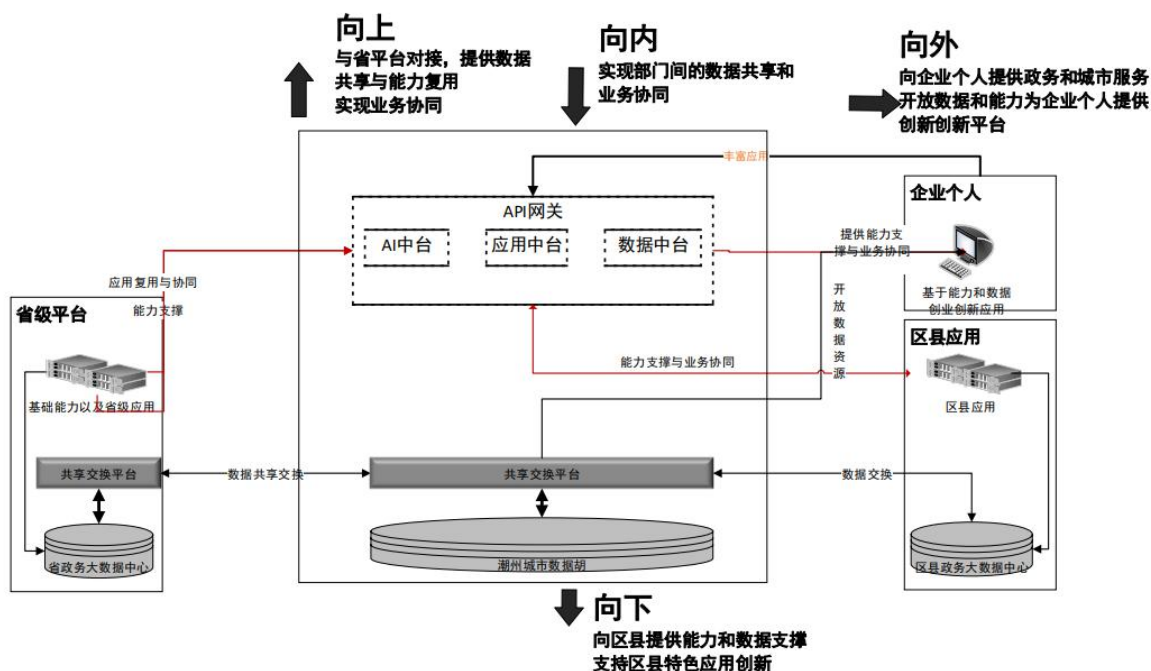 向上
与省平台对接，提供数据
共享与能力复用
实现业务协同
向内
实现部门间的数据共享和
业务协同
向外
向企业个人提供政务和城市服务
开放数据和能力为企业个人提供
创新创新平台
丰富应用
API网关
AI中台
应用中台
数据中台
企业个人
提供能力支
撑与业务协同
基于能力和数据
创业创新应用
开
放
数
据
资
源
应用复用与协同
能力支撑
省级平台
基础能力以及省级应用
能力支撑与业务协同
区县应用
区县应用
共享交换平台
数据共享交换
共享交换平台
数据交换
省政务大数据中心
潮州城市数据胡
区县政务大数据中心
向下
向区县提供能力和数据支撑
支持区县特色应用创新